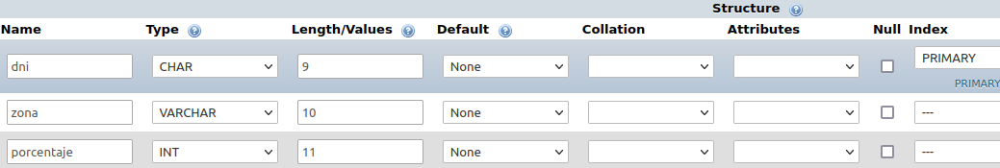 Structure
Name Type Length/Values Default Collation Attributes Null Index
dni CHAR 9 None PRIMARY
PRIMARY
zona VARCHAR 10 None ---
porcentaje INT 11 None ---